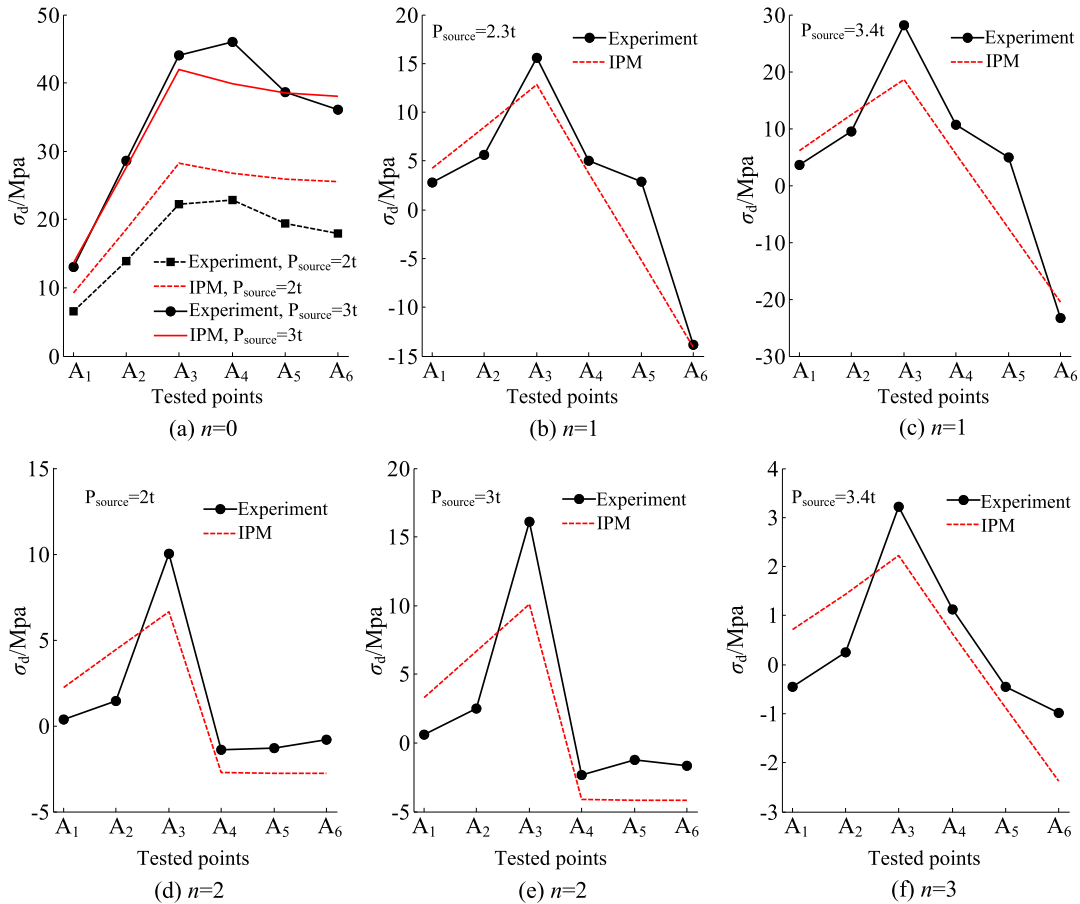 50
40
30
20
10
0
σd/Mpa
Experiment, Psource=2t
IPM, Psource=2t
Experiment, Psource=3t
IPM, Psource=3t
A1 A2 A3 A4 A5 A6
Tested points
(a) n=0
20
15
10
5
0
-5
-10
-15
σd/Mpa
Psource=2.3t
Experiment
IPM
A1 A2 A3 A4 A5 A6
Tested points
(b) n=1
30
20
10
0
-10
-20
-30
σd/Mpa
Psource=3.4t
Experiment
IPM
A1 A2 A3 A4 A5 A6
Tested points
(c) n=1
15
10
5
0
-5
σd/Mpa
Psource=2t
Experiment
IPM
A1 A2 A3 A4 A5 A6
Tested points
(d) n=2
20
15
10
5
0
-5
σd/Mpa
Psource=3t
Experiment
IPM
A1 A2 A3 A4 A5 A6
Tested points
(e) n=2
4
3
2
1
0
-1
-2
-3
σd/Mpa
Psource=3.4t
Experiment
IPM
A1 A2 A3 A4 A5 A6
Tested points
(f) n=3